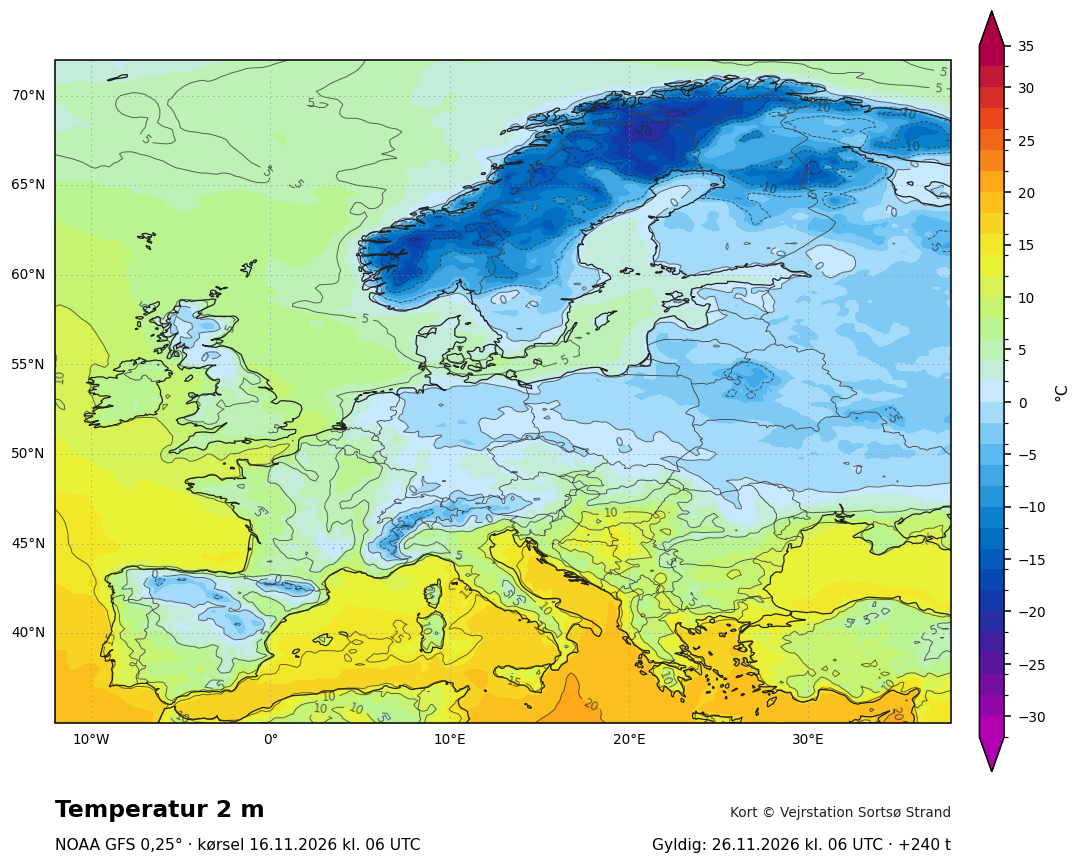 70°N
65°N
60°N
55°N
50°N
45°N
40°N
10°W
0°
10°E
20°E
30°E
35
30
25
20
15
10
5
0
−5
−10
−15
−20
−25
−30
°C
Temperatur 2 m
Kort © Vejrstation Sortsø Strand
NOAA GFS 0,25° · kørsel 16.11.2026 kl. 06 UTC
Gyldig: 26.11.2026 kl. 06 UTC · +240 t